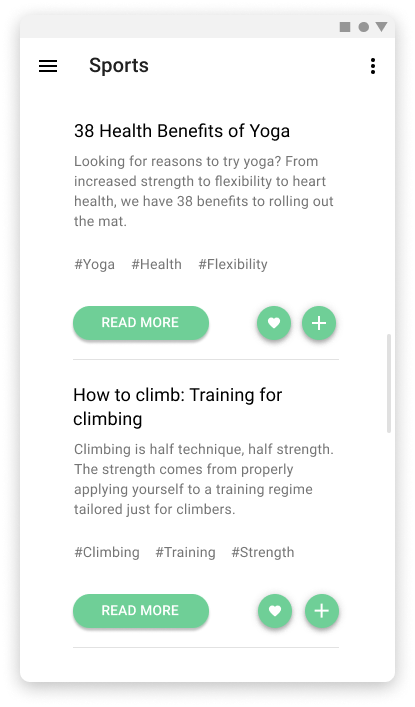 Sports
38 Health Benefits of Yoga
Looking for reasons to try yoga? From
increased strength to flexibility to heart
health, we have 38 benefits to rolling out
the mat.
#Yoga #Health #Flexibility
READ MORE
How to climb: Training for
climbing
Climbing is half technique, half strength.
The strength comes from properly
applying yourself to a training regime
tailored just for climbers.
#Climbing #Training #Strength
READ MORE